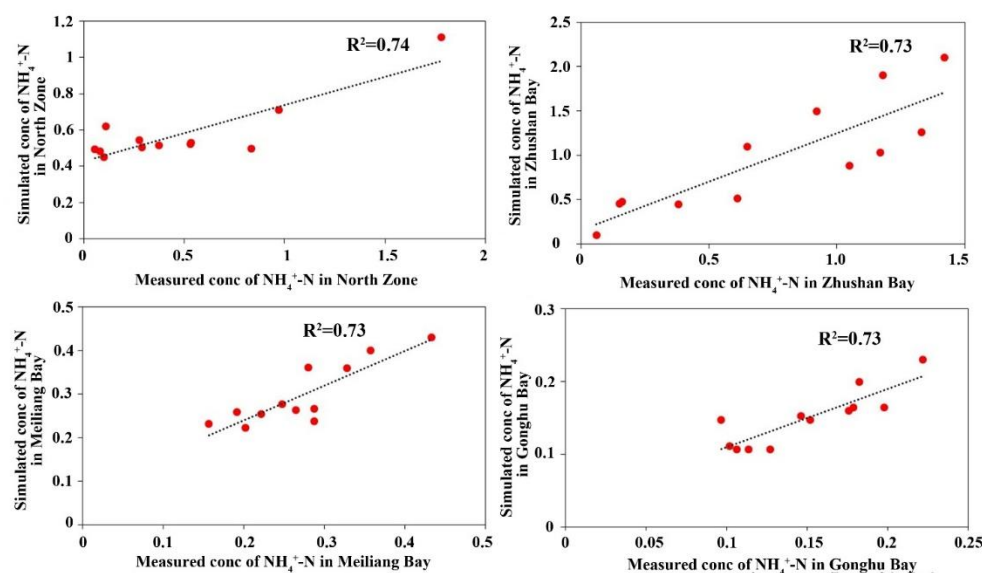 Simulated conc of NH₄⁺-N
in North Zone
1.2
1
0.8
0.6
0.4
0.2
0
R²=0.74
0
0.5
1
1.5
2
Measured conc of NH₄⁺-N in North Zone
Simulated conc of NH₄⁺-N
in Zhushan Bay
2.5
2.0
1.5
1.0
0.5
0
R²=0.73
0
0.5
1.0
1.5
Measured conc of NH₄⁺-N in Zhushan Bay
Simulated conc of NH₄⁺-N
in Meiliang Bay
0.5
0.4
0.3
0.2
0.1
0
R²=0.73
0
0.1
0.2
0.3
0.4
0.5
Measured conc of NH₄⁺-N in Meiliang Bay
Simulated conc of NH₄⁺-N
in Gonghu Bay
0.3
0.2
0.1
0
R²=0.73
0
0.05
0.1
0.15
0.2
0.25
Measured conc of NH₄⁺-N in Gonghu Bay